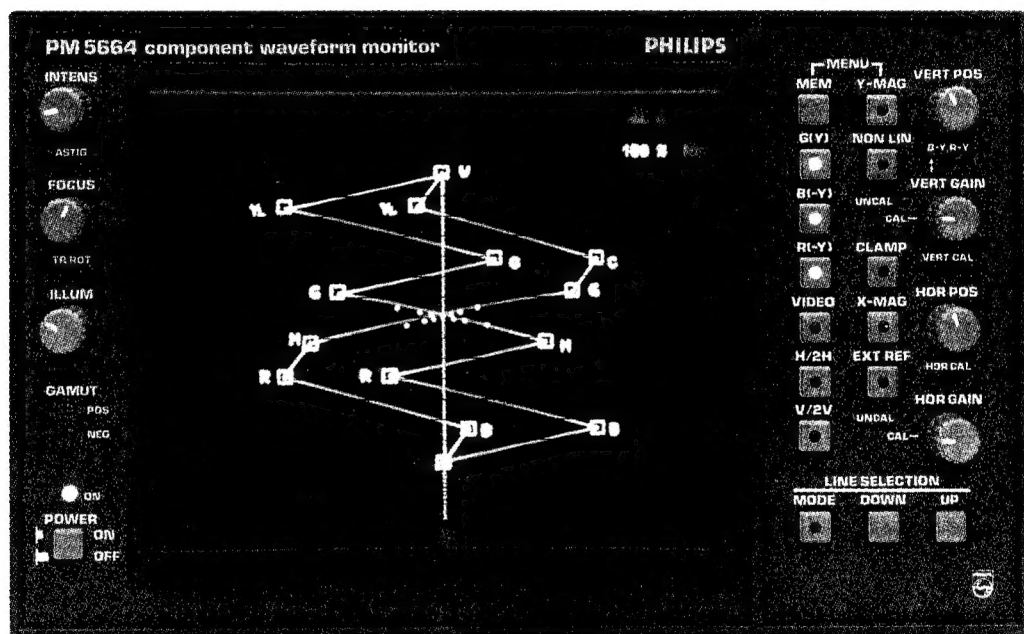 PM 5664 component waveform monitor
PHILIPS
INTENS
ASTIG
FOCUS
TR ROT
ILLUM
GAMUT
POS
NEG
ON
POWER
ON
OFF
100 %
W
YL
YL
G
C
G
G
M
M
R
R
B
B
MENU
MEM
Y-MAG
VERT POS
G(Y)
NON LIN
B-Y, R-Y
VERT GAIN
B(-Y)
UNCAL
CAL
R(-Y)
CLAMP
VERT CAL
HOR POS
VIDEO
X-MAG
H/2H
EXT REF
HOR CAL
HOR GAIN
V/2V
UNCAL
CAL
LINE SELECTION
MODE
DOWN
UP